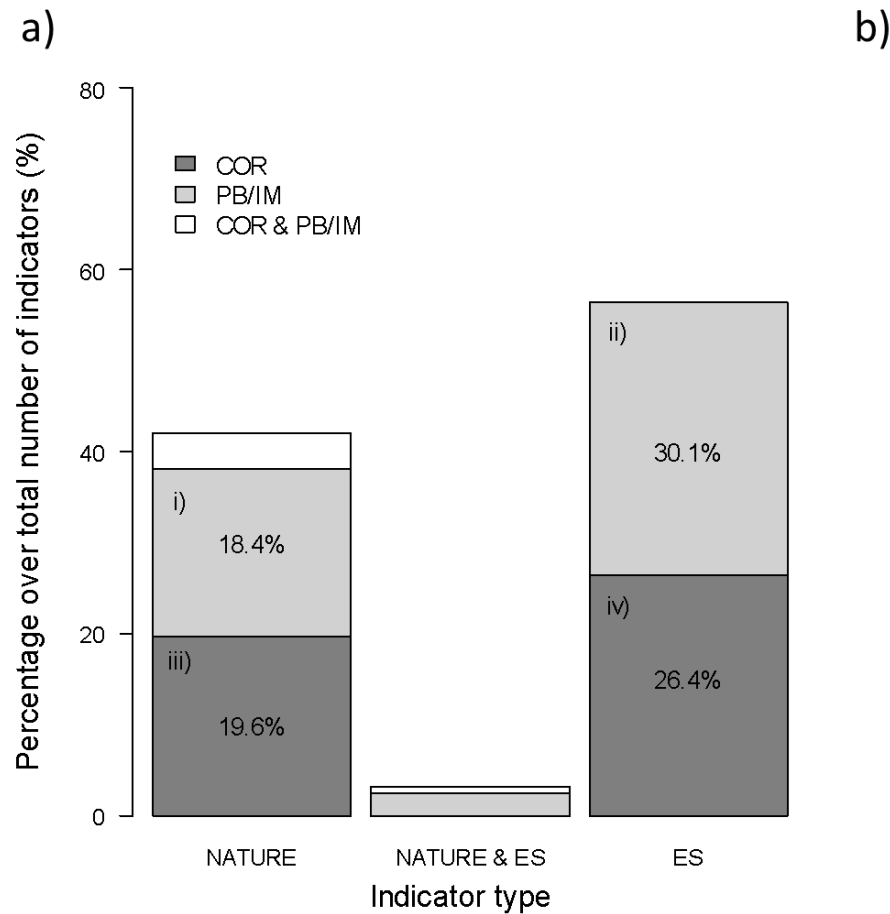 a)
b)
Percentage over total number of indicators (%)
80
60
40
20
0
COR
PB/IM
COR & PB/IM
i)
18.4%
iii)
19.6%
ii)
30.1%
iv)
26.4%
NATURE
NATURE & ES
ES
Indicator type